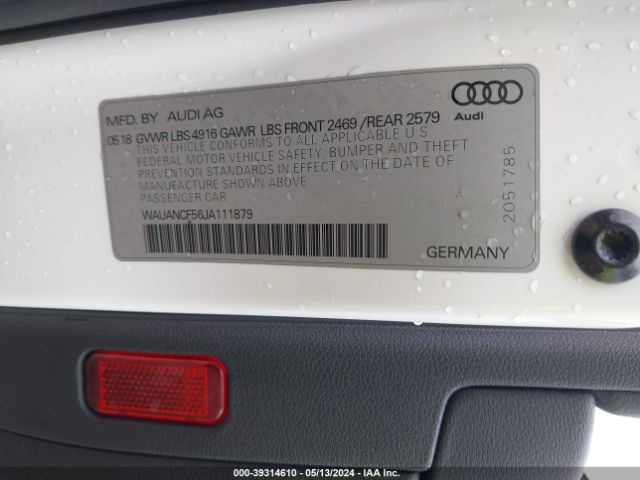 MFD. BY AUDI AG
Audi
05 18 GVWR LBS 4916 GAWR LBS FRONT 2469 /REAR 2579
THIS VEHICLE CONFORMS TO ALL APPLICABLE U.S.
FEDERAL MOTOR VEHICLE SAFETY, BUMPER AND THEFT
PREVENTION STANDARDS IN EFFECT ON THE DATE OF
MANUFACTURE SHOWN ABOVE
PASSENGER CAR
WAUANCF56JA111879
2051785
GERMANY
000-39314610 - 05/13/2024 - IAA Inc.